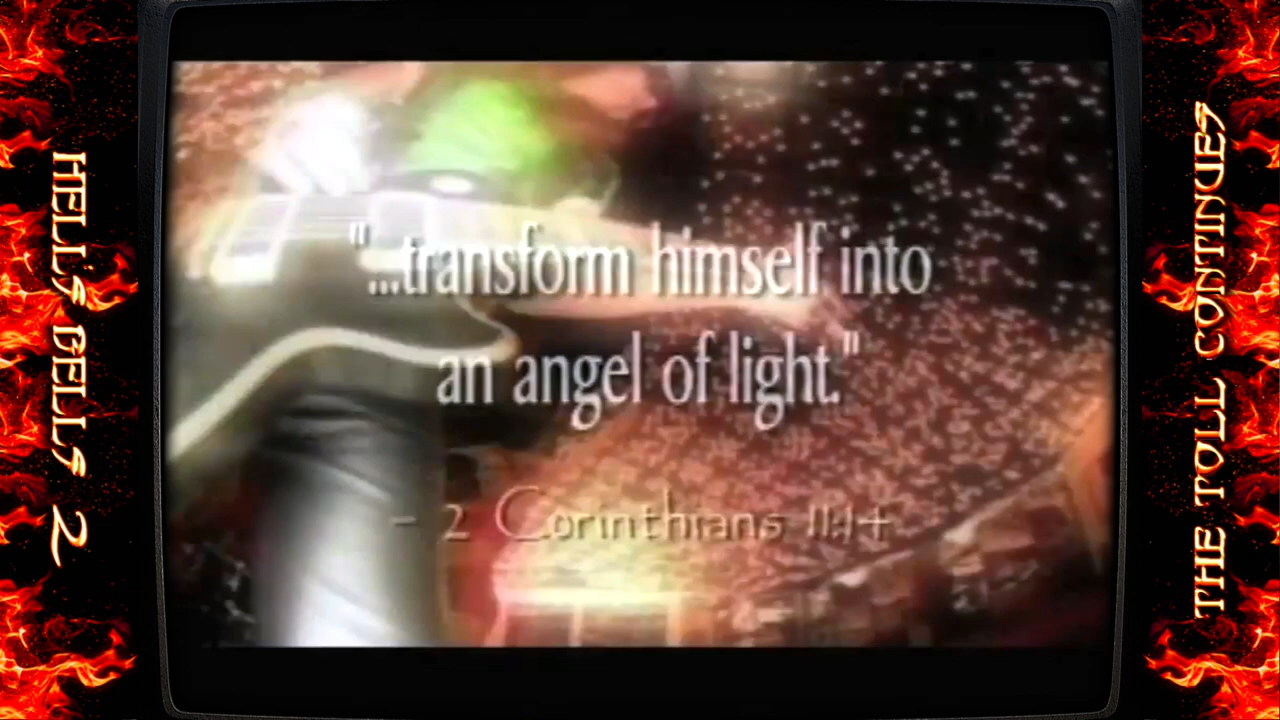 HELL'S BELLS 2
"...transform himself into
an angel of light."
- 2 Corinthians 11:14
THE TOLL CONTINUES